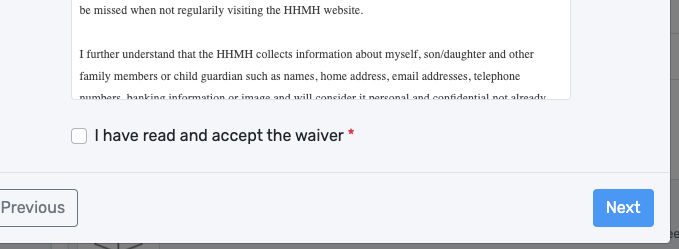 be missed when not regularily visiting the HHMH website.
I further understand that the HHMH collects information about myself, son/daughter and other
family members or child guardian such as names, home address, email addresses, telephone
numbers, banking information or image and will consider it personal and confidential not already
I have read and accept the waiver *
Previous
Next